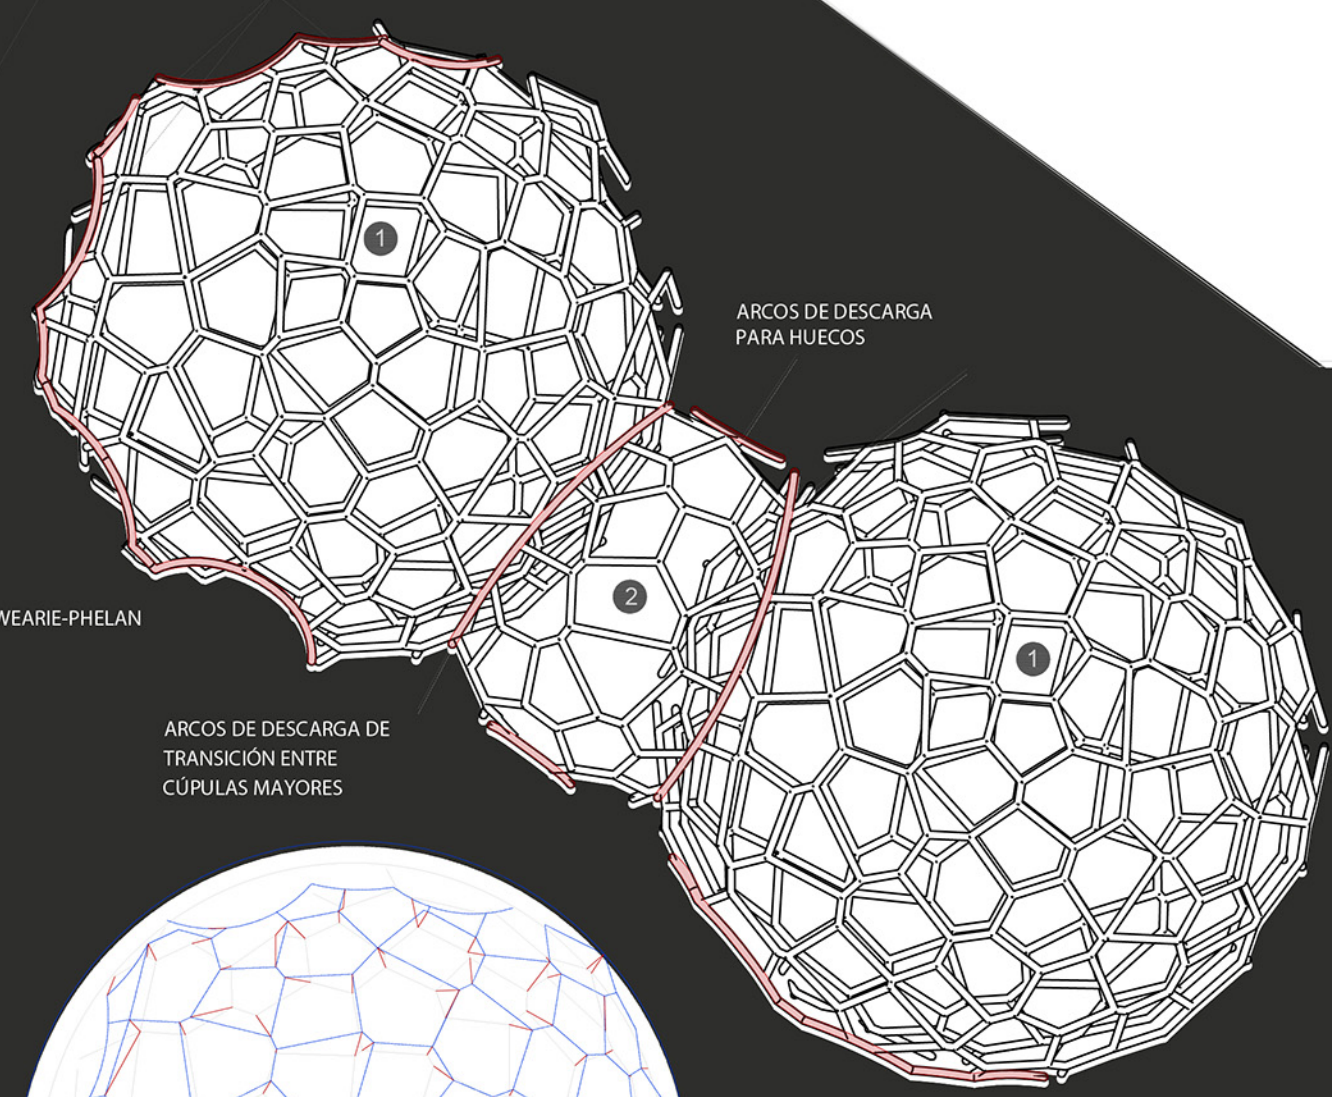 1
ARCOS DE DESCARGA
PARA HUECOS
2
WEARIE-PHELAN
1
ARCOS DE DESCARGA DE
TRANSICIÓN ENTRE
CÚPULAS MAYORES